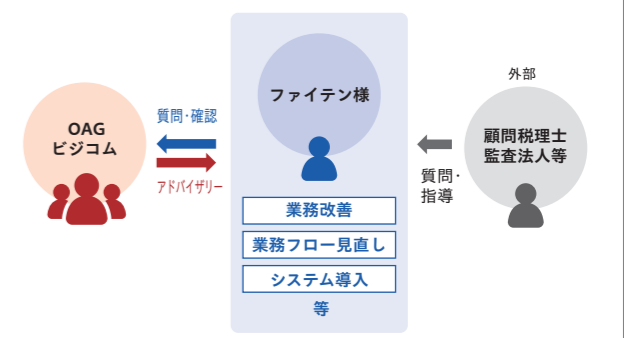 OAG
ビジコム
質問・確認
アドバイザリー
ファイテン様
業務改善
業務フロー見直し
システム導入
等
外部
顧問税理士
監査法人等
質問・
指導